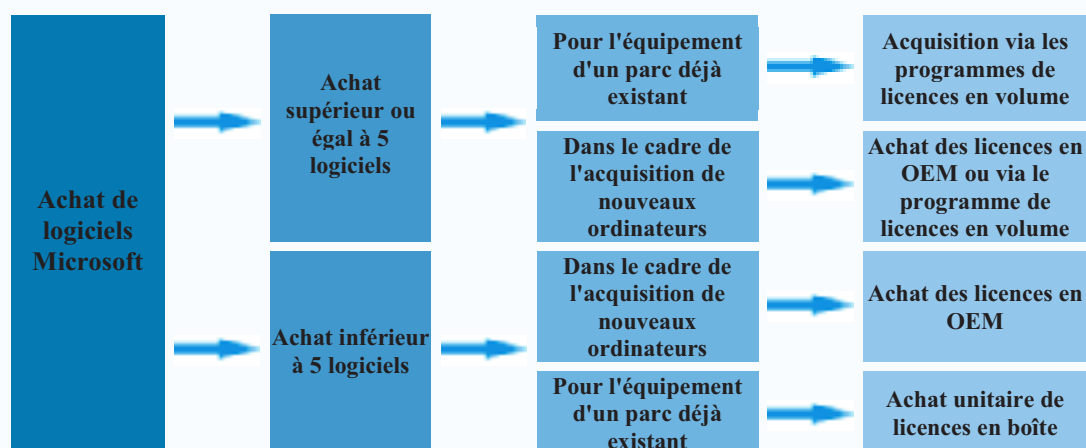 Achat de
logiciels
Microsoft
Achat
supérieur ou
égal à 5
logiciels
Pour l'équipement
d'un parc déjà
existant
Acquisition via les
programmes de
licences en volume
Dans le cadre de
l'acquisition de
nouveaux
ordinateurs
Achat des licences en
OEM ou via le
programme de
licences en volume
Achat inférieur
à 5 logiciels
Dans le cadre de
l'acquisition de
nouveaux
ordinateurs
Achat des licences en
OEM
Pour l'équipement
d'un parc déjà
existant
Achat unitaire de
licences en boîte